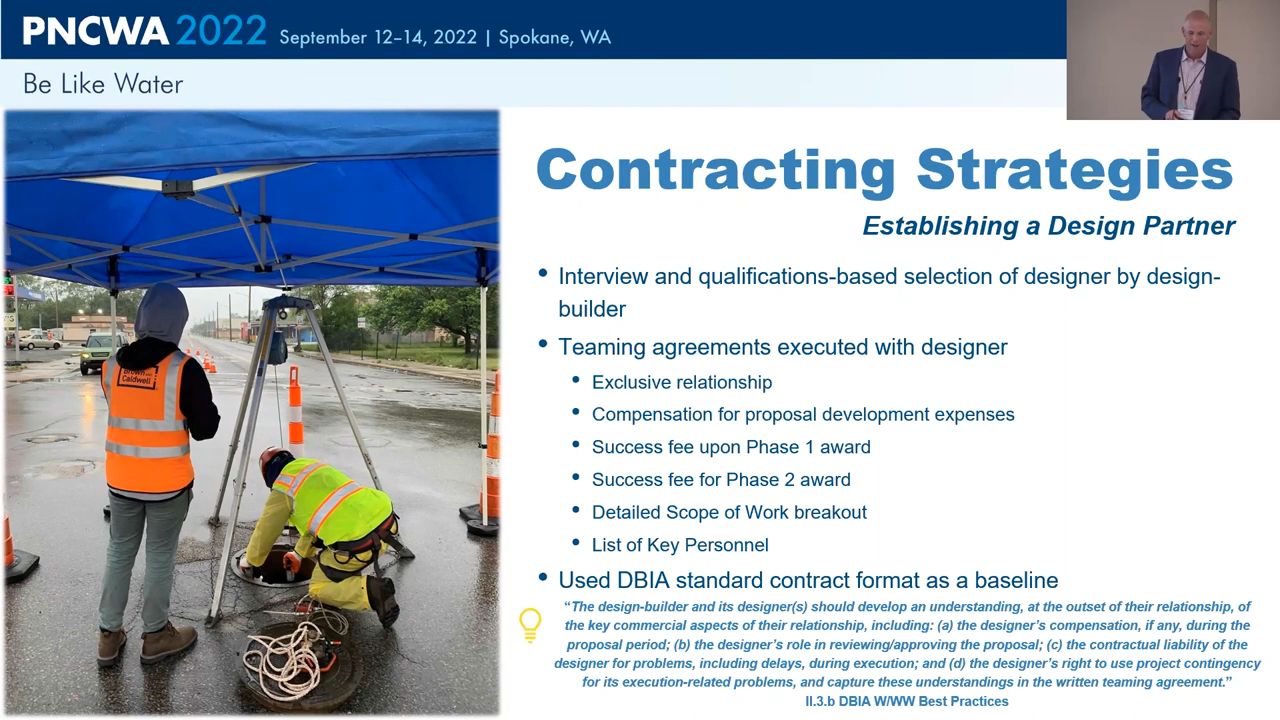 PNCWA 2022 September 12–14, 2022 | Spokane, WA
Be Like Water
Brown AND
Caldwell
Contracting Strategies
Establishing a Design Partner
• Interview and qualifications-based selection of designer by design-
builder
• Teaming agreements executed with designer
• Exclusive relationship
• Compensation for proposal development expenses
• Success fee upon Phase 1 award
• Success fee for Phase 2 award
• Detailed Scope of Work breakout
• List of Key Personnel
• Used DBIA standard contract format as a baseline
“The design-builder and its designer(s) should develop an understanding, at the outset of their relationship, of
the key commercial aspects of their relationship, including: (a) the designer’s compensation, if any, during the
proposal period; (b) the designer’s role in reviewing/approving the proposal; (c) the contractual liability of the
designer for problems, including delays, during execution; and (d) the designer’s right to use project contingency
for its execution-related problems, and capture these understandings in the written teaming agreement.”
II.3.b DBIA W/WW Best Practices